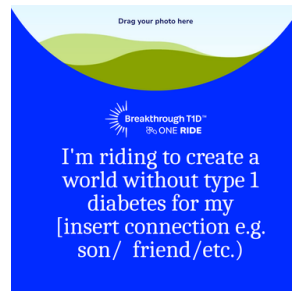 Drag your photo here
Breakthrough T1D™
ONE RIDE
I'm riding to create a
world without type 1
diabetes for my
[insert connection e.g.
son/ friend/etc.)